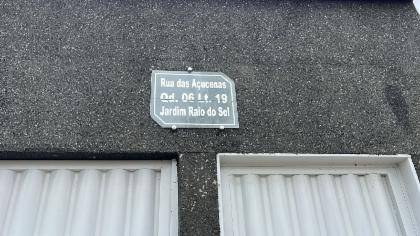 Rua das Açucenas
Qd. 06 Lt. 19
Jardim Raio do Sol